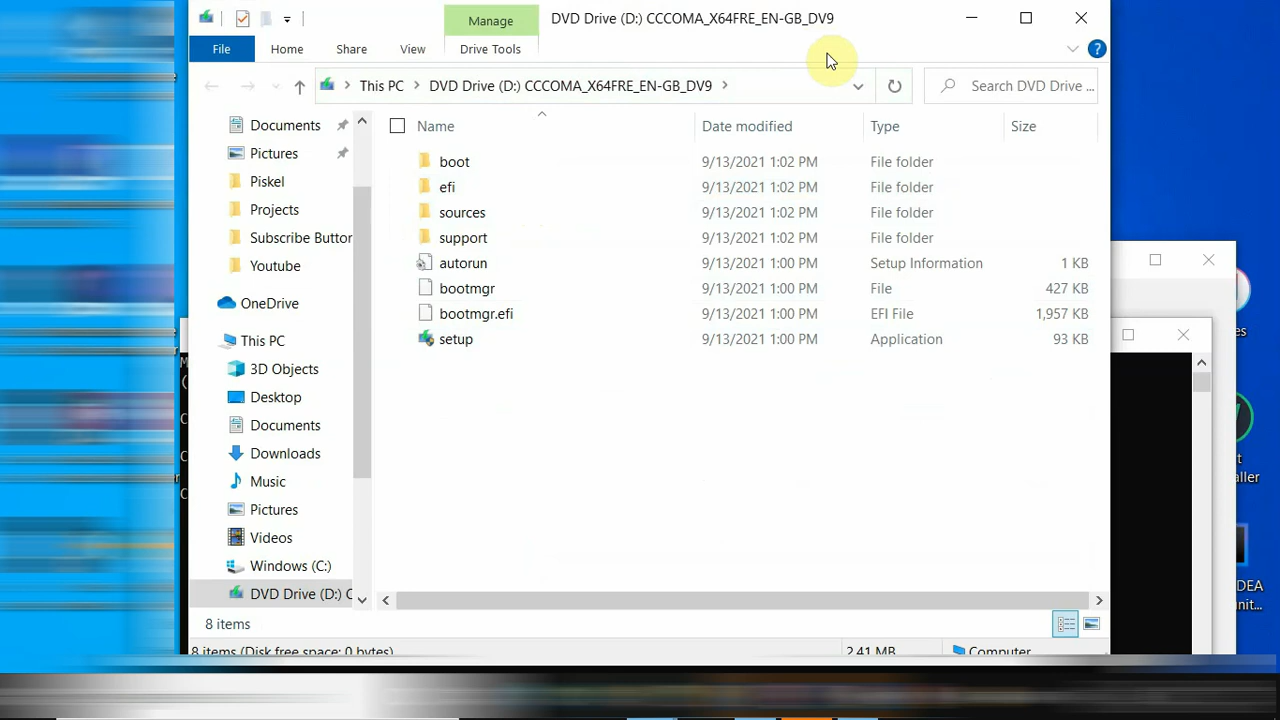 Manage
DVD Drive (D:) CCCOMA_X64FRE_EN-GB_DV9
File
Home
Share
View
Drive Tools
?
This PC
DVD Drive (D:) CCCOMA_X64FRE_EN-GB_DV9
Search DVD Drive ...
Documents
Pictures
Piskel
Projects
Subscribe Buttor
Youtube
OneDrive
This PC
3D Objects
Desktop
Documents
Downloads
Music
Pictures
Videos
Windows (C:)
DVD Drive (D:) C
Name Date modified Type Size
boot 9/13/2021 1:02 PM File folder
efi 9/13/2021 1:02 PM File folder
sources 9/13/2021 1:02 PM File folder
support 9/13/2021 1:02 PM File folder
autorun 9/13/2021 1:00 PM Setup Information 1 KB
bootmgr 9/13/2021 1:00 PM File 427 KB
bootmgr.efi 9/13/2021 1:00 PM EFI File 1,957 KB
setup 9/13/2021 1:00 PM Application 93 KB
8 items
8 items (Disk free space: 0 bytes) 2.41 MB Computer
es
t
aller
DEA
nit...